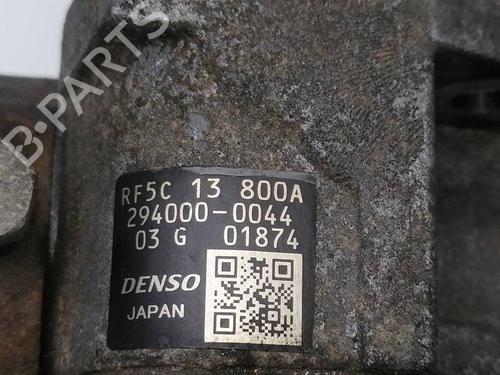 B-PARTS
RF5C 13 800A
294000-0044
03 G 01874
DENSO
JAPAN